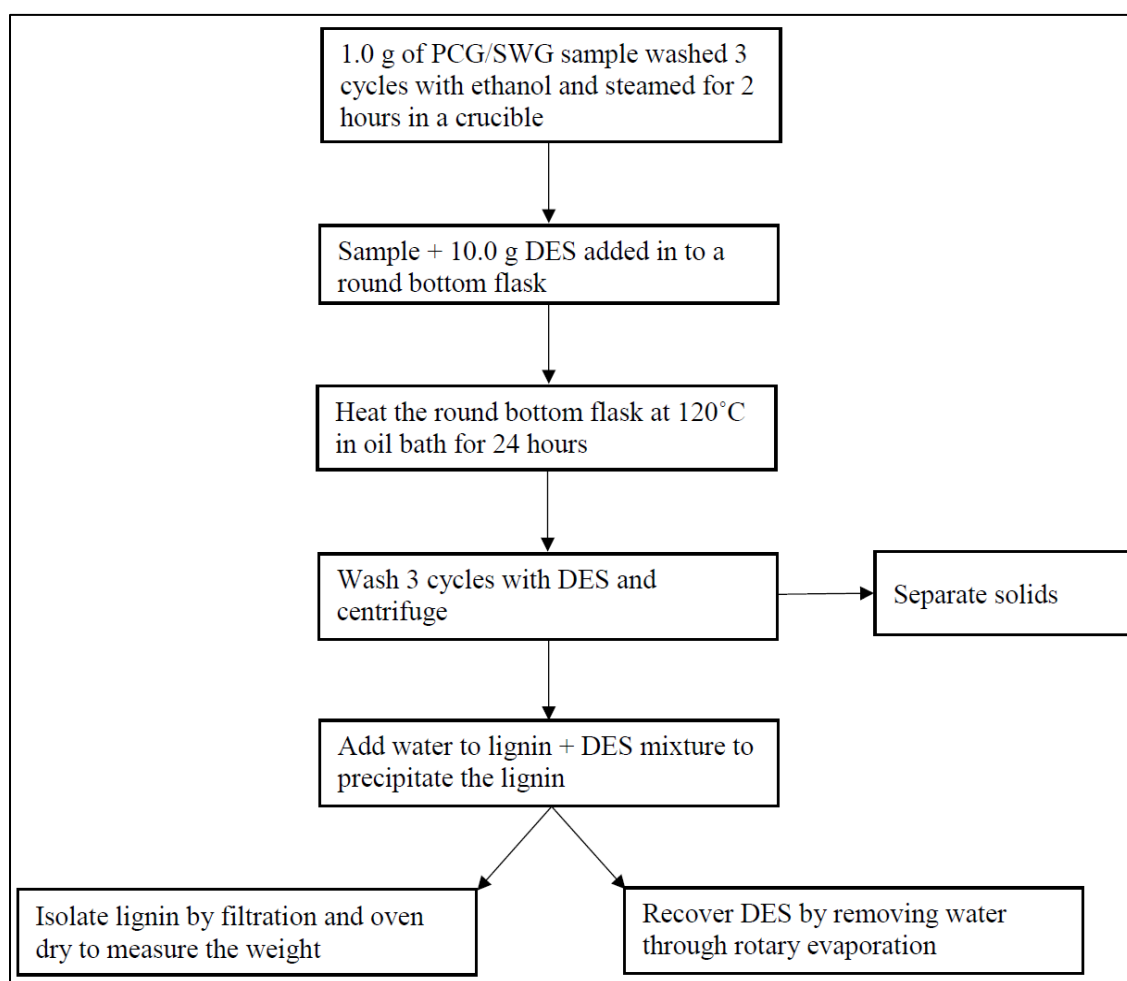 1.0 g of PCG/SWG sample washed 3
cycles with ethanol and steamed for 2
hours in a crucible
Sample + 10.0 g DES added in to a
round bottom flask
Heat the round bottom flask at 120˚C
in oil bath for 24 hours
Wash 3 cycles with DES and
centrifuge
Separate solids
Add water to lignin + DES mixture to
precipitate the lignin
Isolate lignin by filtration and oven
dry to measure the weight
Recover DES by removing water
through rotary evaporation